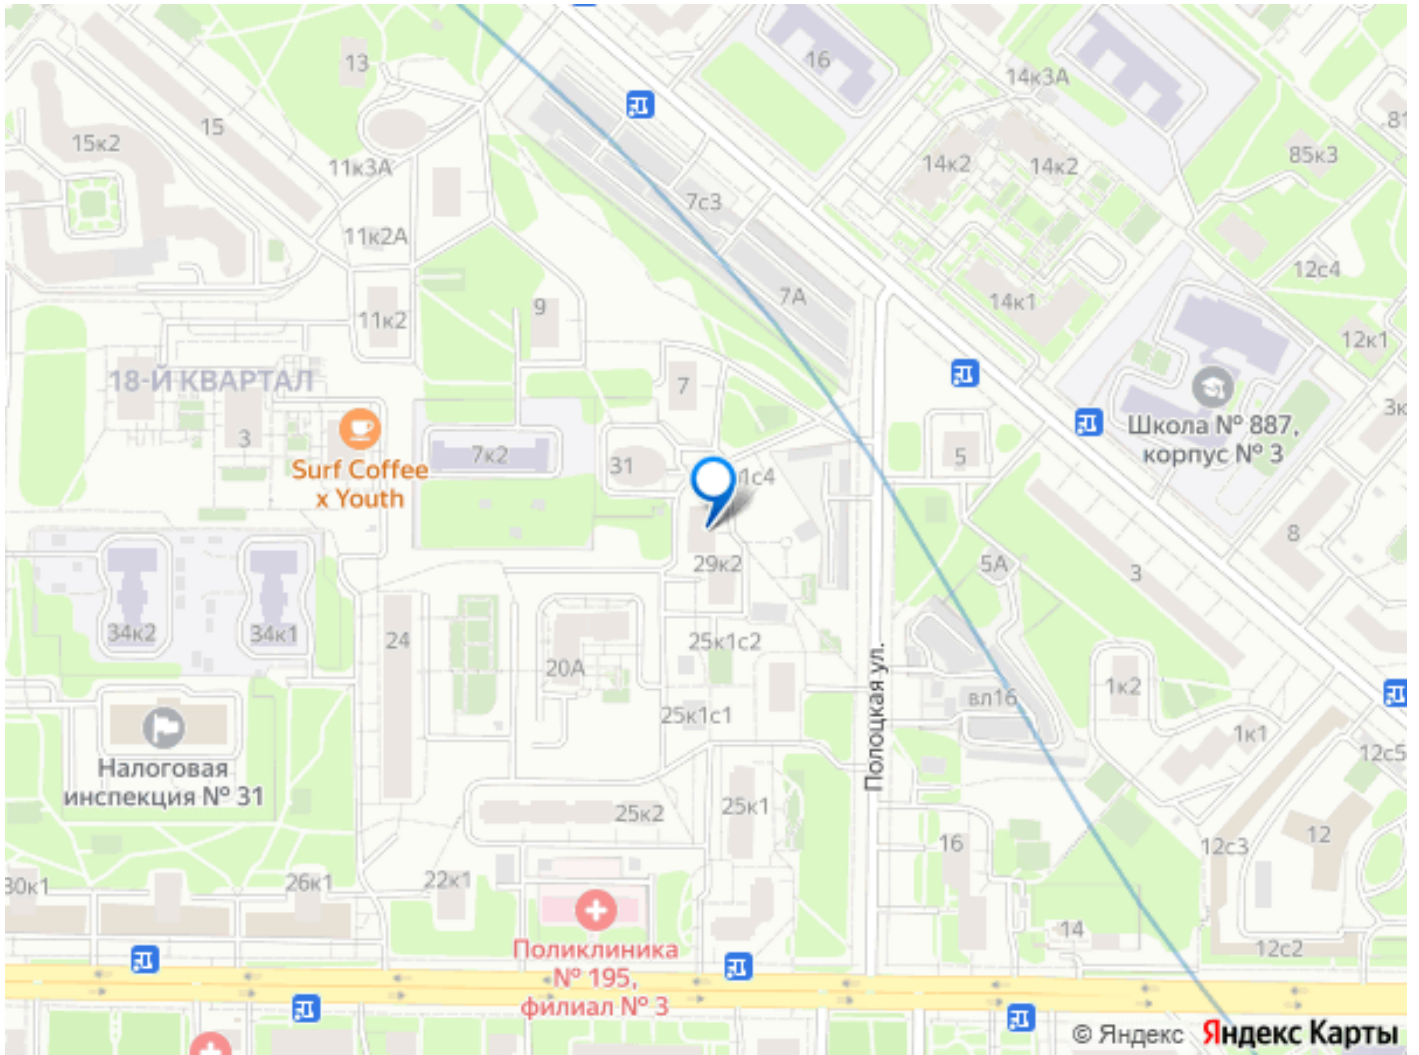 13
16
14к3А
81
15
15к2
85к3
11к3А
14к2
14к2
7с3
11к2А
12с4
7А
14к1
9
11к2
12к1
18-Й КВАРТАЛ
7
3к
Школа № 887,
корпус № 3
3
7к2
31
5
Surf Coffee
x Youth
1с4
8
29к2
5А
3
34к2
34к1
24
25к1с2
20А
Полоцкая ул.
1к2
вл16
25к1с1
1к1
12с5
Налоговая
инспекция № 31
25к2
25к1
16
12с3
12
30к1
26к1
22к1
14
12с2
Поликлиника
№ 195,
филиал № 3
© Яндекс Яндекс Карты